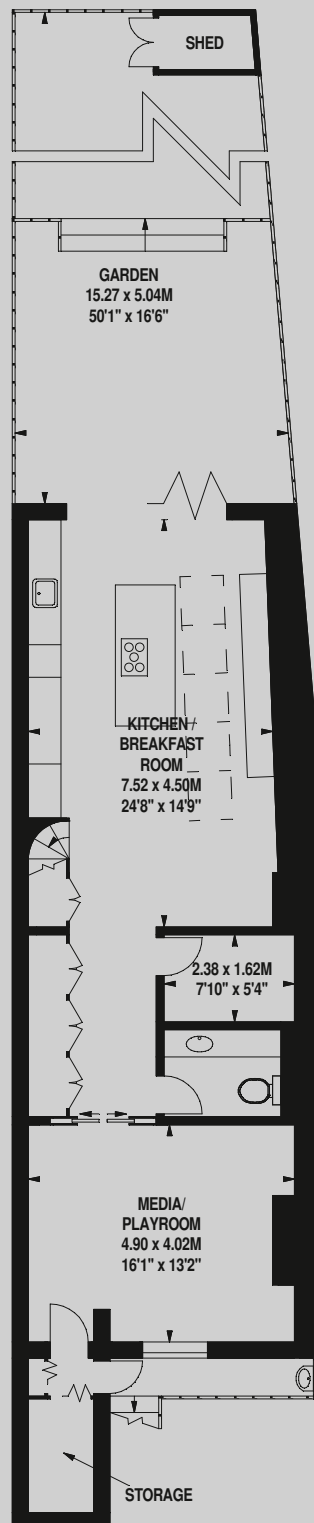 SHED
GARDEN
15.27 x 5.04M
50'1" x 16'6"
KITCHEN /
BREAKFAST
ROOM
7.52 x 4.50M
24'8" x 14'9"
2.38 x 1.62M
7'10" x 5'4"
MEDIA/
PLAYROOM
4.90 x 4.02M
16'1" x 13'2"
STORAGE